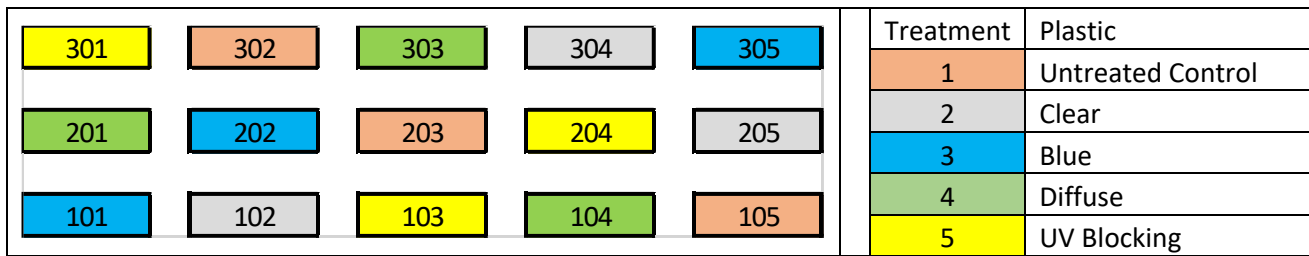 301 302 303 304 305
201 202 203 204 205
101 102 103 104 105
Treatment Plastic
1 Untreated Control
2 Clear
3 Blue
4 Diffuse
5 UV Blocking